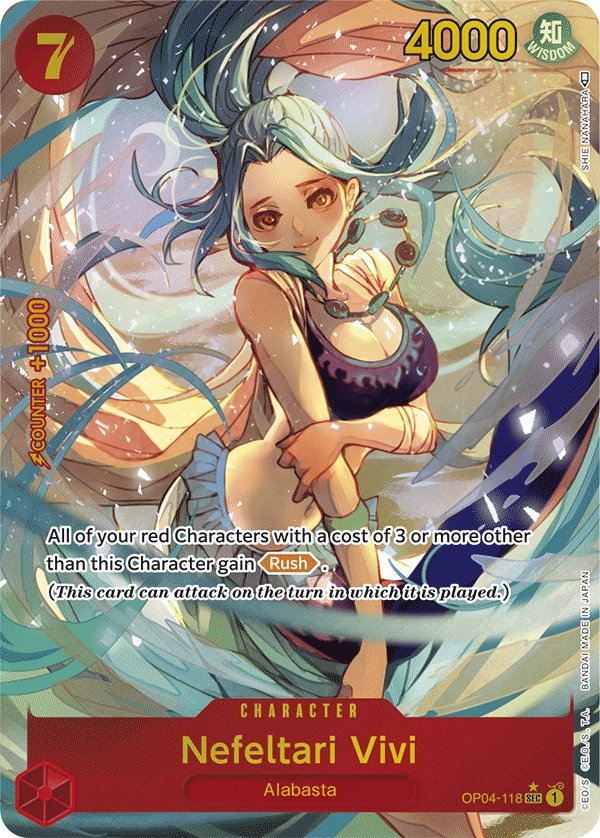 7
4000
知
WISDOM
SHIE NANAHARA
COUNTER +1000
All of your red Characters with a cost of 3 or more other
than this Character gain Rush.
(This card can attack on the turn in which it is played.)
CHARACTER
Nefeltari Vivi
Alabasta
OP04-118 SEC 1
©E.O./S. ©E.O./S., T.A. BANDAI MADE IN JAPAN